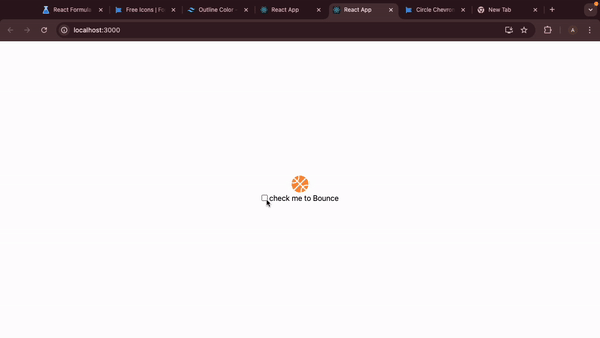 React Formula
Free Icons | Fo
Outline Color
React App
React App
Circle Chevro
New Tab
localhost:3000
A
check me to Bounce